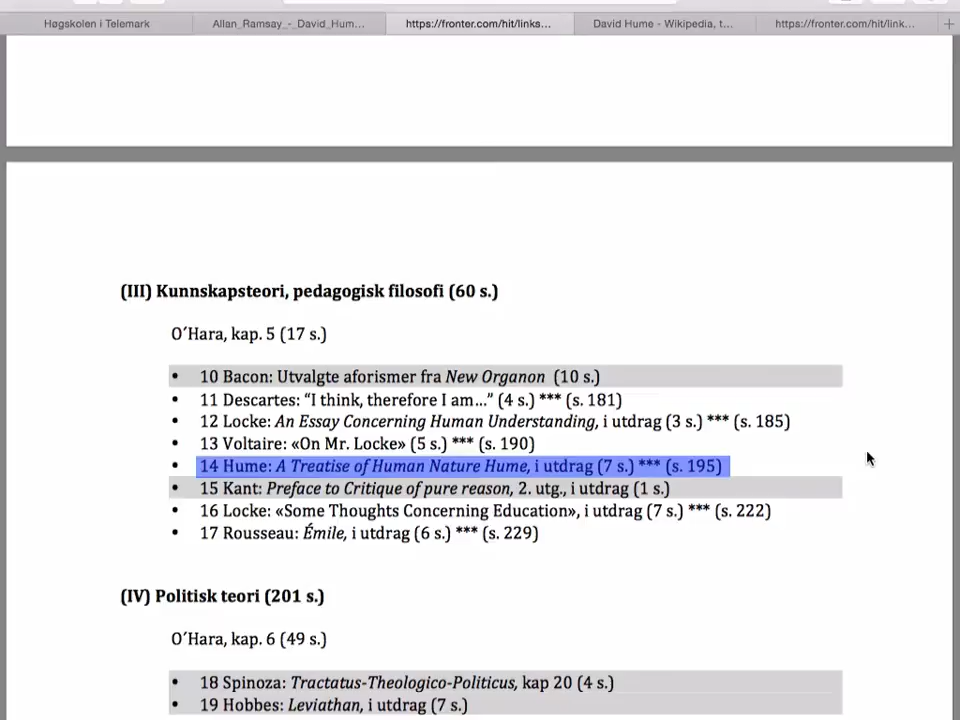 Høgskolen i Telemark
Allan_Ramsay_-_David_Hum...
https://fronter.com/hit/links...
David Hume - Wikipedia, t...
https://fronter.com/hit/link...
(III) Kunnskapsteori, pedagogisk filosofi (60 s.)
O´Hara, kap. 5 (17 s.)
• 10 Bacon: Utvalgte aforismer fra New Organon (10 s.)
• 11 Descartes: “I think, therefore I am…” (4 s.) *** (s. 181)
• 12 Locke: An Essay Concerning Human Understanding, i utdrag (3 s.) *** (s. 185)
• 13 Voltaire: «On Mr. Locke» (5 s.) *** (s. 190)
• 14 Hume: A Treatise of Human Nature Hume, i utdrag (7 s.) *** (s. 195)
• 15 Kant: Preface to Critique of pure reason, 2. utg., i utdrag (1 s.)
• 16 Locke: «Some Thoughts Concerning Education», i utdrag (7 s.) *** (s. 222)
• 17 Rousseau: Émile, i utdrag (6 s.) *** (s. 229)
(IV) Politisk teori (201 s.)
O´Hara, kap. 6 (49 s.)
• 18 Spinoza: Tractatus-Theologico-Politicus, kap 20 (4 s.)
• 19 Hobbes: Leviathan, i utdrag (7 s.)